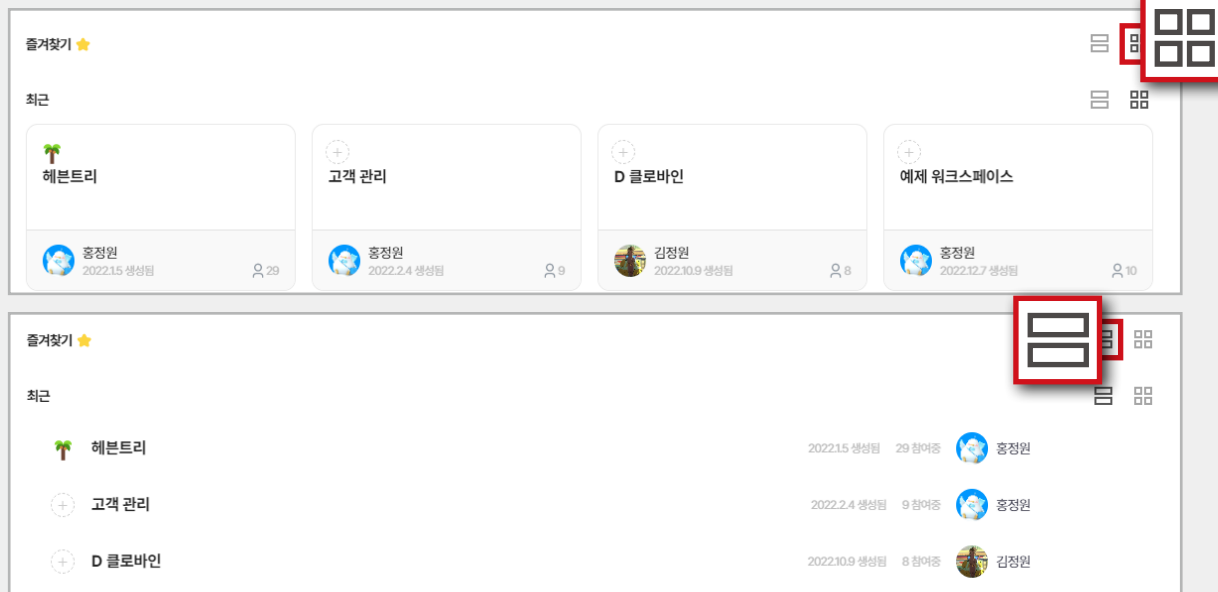 즐겨찾기
최근
헤븐트리
고객 관리
D 클로바인
예제 워크스페이스
홍정원
2022.1.5 생성됨
29
홍정원
2022.2.4 생성됨
9
김정원
2022.10.9 생성됨
8
홍정원
2022.12.7 생성됨
10
즐겨찾기
최근
헤븐트리 2022.1.5 생성됨 29 참여중 홍정원
고객 관리 2022.2.4 생성됨 9 참여중 홍정원
D 클로바인 2022.10.9 생성됨 8 참여중 김정원